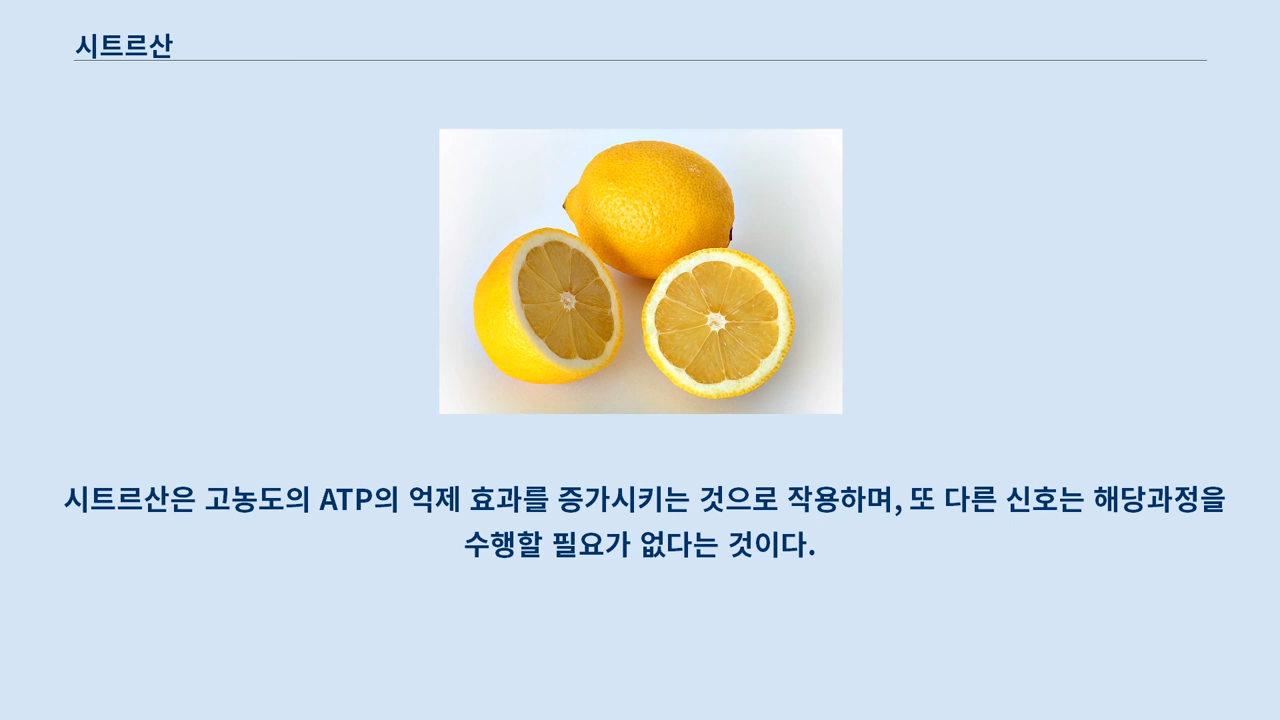 시트르산
시트르산은 고농도의 ATP의 억제 효과를 증가시키는 것으로 작용하며, 또 다른 신호는 해당과정을
수행할 필요가 없다는 것이다.